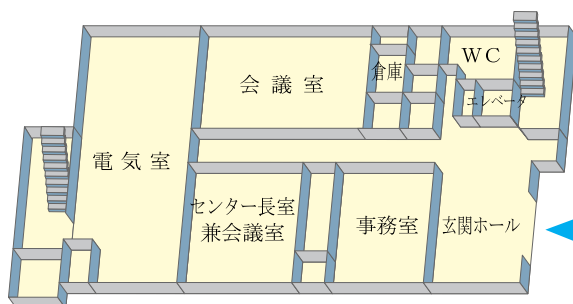 WC
会議室
倉庫
エレベータ
電気室
センター長室
兼会議室
事務室
玄関ホール